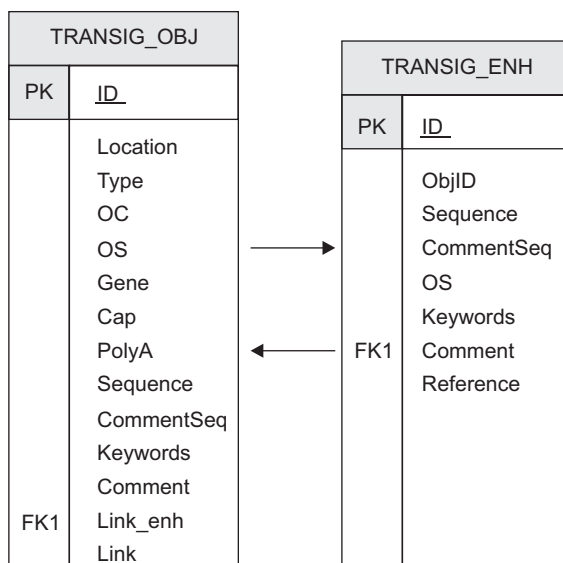 TRANSIG_OBJ
PK ID
Location
Type
OC
OS
Gene
Cap
PolyA
Sequence
CommentSeq
Keywords
Comment
FK1 Link_enh
Link
TRANSIG_ENH
PK ID
ObjID
Sequence
CommentSeq
OS
Keywords
FK1 Comment
Reference